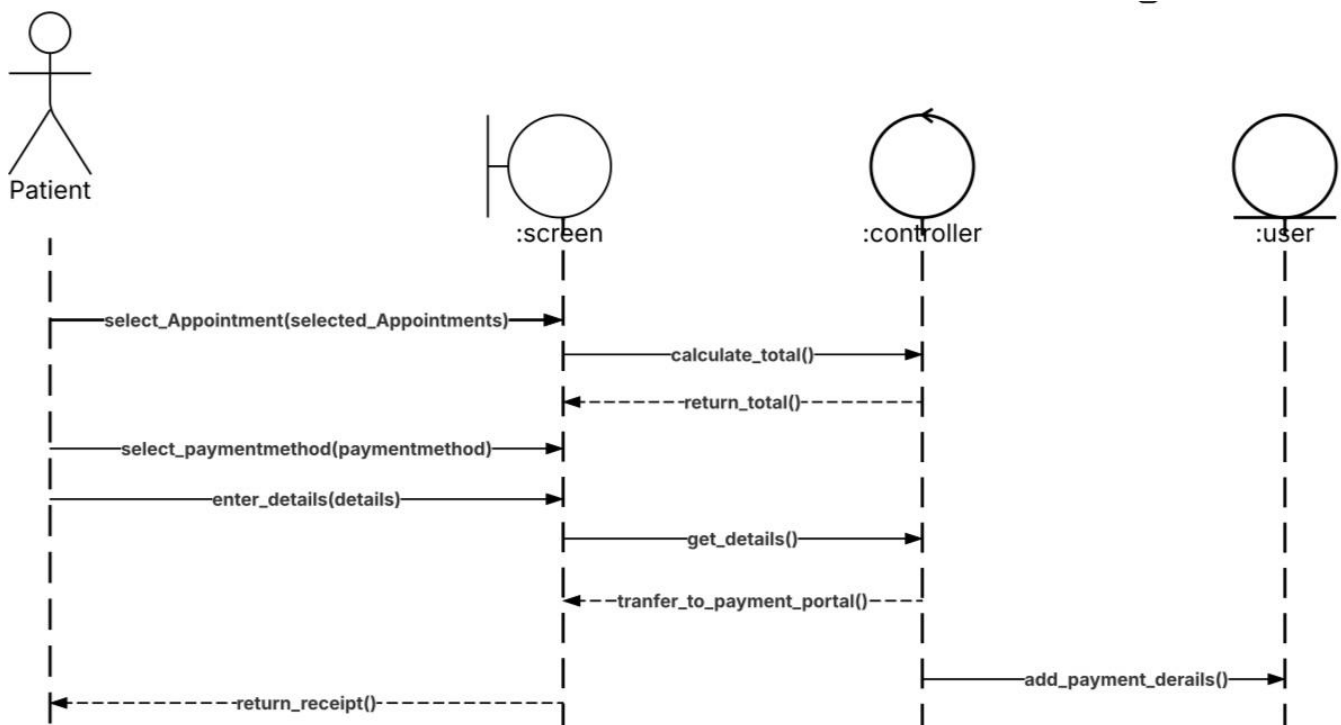 Patient
:screen
:controller
:user
select_Appointment(selected_Appointments)
calculate_total()
return_total()
select_paymentmethod(paymentmethod)
enter_details(details)
get_details()
tranfer_to_payment_portal()
add_payment_derails()
return_receipt()